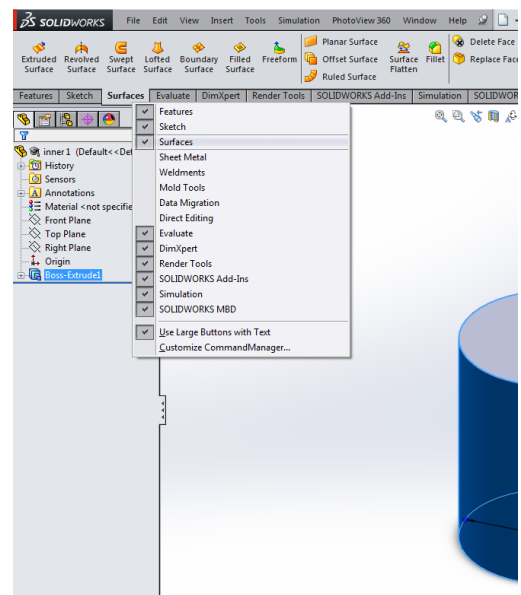 SOLIDWORKS File Edit View Insert Tools Simulation PhotoView 360 Window Help
Extruded Surface
Revolved Surface
Swept Surface
Lofted Surface
Boundary Surface
Filled Surface
Freeform
Planar Surface
Offset Surface
Ruled Surface
Surface Flatten
Fillet
Delete Face
Replace Face
Features Sketch Surfaces Evaluate DimXpert Render Tools SOLIDWORKS Add-Ins Simulation SOLIDWOR
inner1 (Default<<Def
History
Sensors
Annotations
Material <not specifie
Front Plane
Top Plane
Right Plane
Origin
Boss-Extrude1
Features
Sketch
Surfaces
Sheet Metal
Weldments
Mold Tools
Data Migration
Direct Editing
Evaluate
DimXpert
Render Tools
SOLIDWORKS Add-Ins
Simulation
SOLIDWORKS MBD
Use Large Buttons with Text
Customize CommandManager...